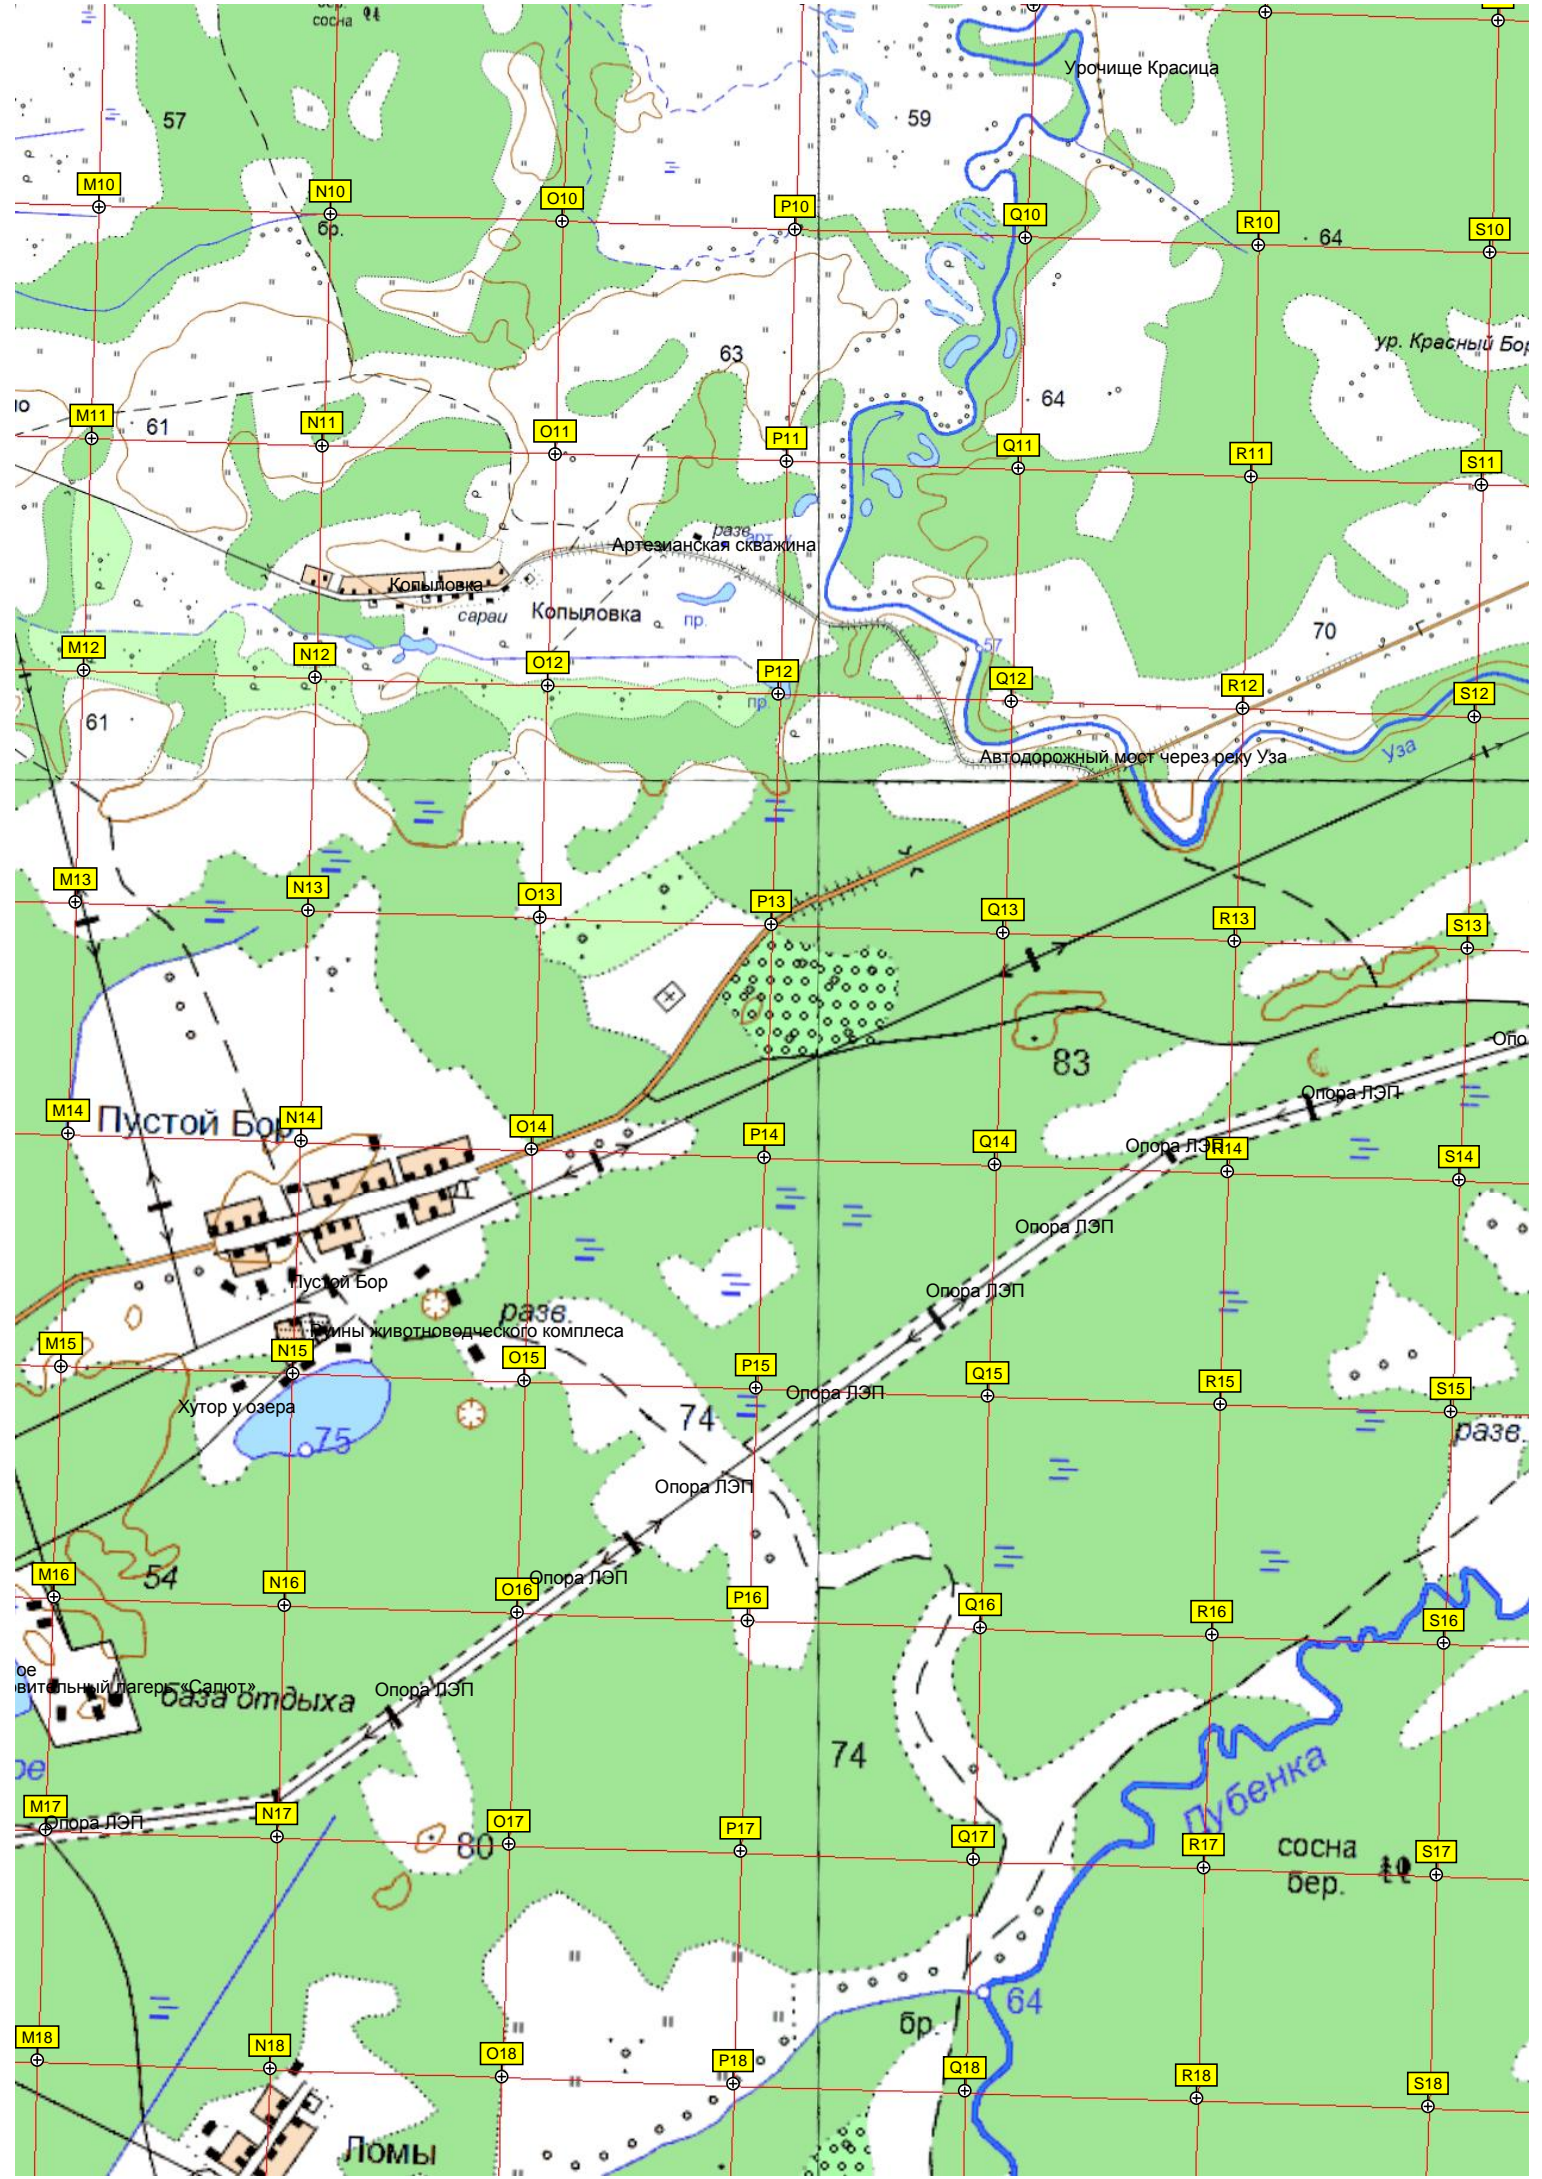 сосна
Урочище Красица
57
59
M10
N10
O10
P10
Q10
R10
S10
бр.
64
63
ур. Красный Бор
64
M11
61
N11
O11
P11
Q11
R11
S11
разв.
Артезианская скважина
Копыловка
сараи
Копыловка
пр.
70
57
M12
N12
O12
P12
Q12
R12
S12
пр.
61
Автодорожный мост через реку Уза
Уза
M13
N13
O13
P13
Q13
R13
S13
83
Опо
Опора ЛЭП
M14
Пустой Бор
N14
O14
P14
Q14
Опора ЛЭП
R14
S14
Опора ЛЭП
Пустой Бор
Опора ЛЭП
разв.
Руины животноводческого комплеса
M15
N15
O15
P15
Опора ЛЭП
Q15
R15
S15
Хутор у озера
75
74
разв.
Опора ЛЭП
M16
54
N16
O16
Опора ЛЭП
P16
Q16
R16
S16
ое
овительный лагерь «Салют»
база отдыха
Опора ЛЭП
74
ое
M17
Опора ЛЭП
N17
O17
80
P17
Q17
Лубенка
R17
сосна
бер.
S17
64
бр.
M18
N18
O18
P18
Q18
R18
S18
Ломы